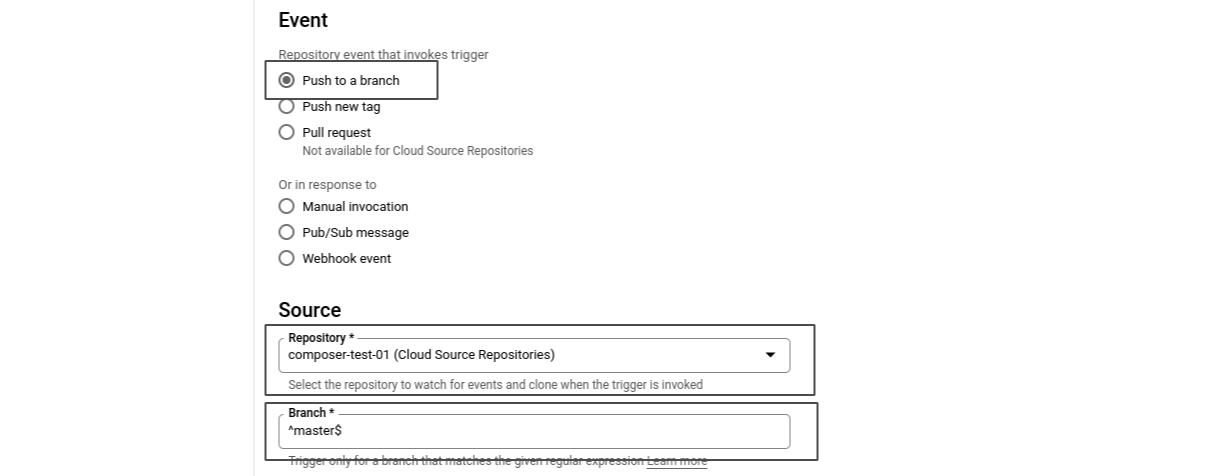 Event
Repository event that invokes trigger
Push to a branch
Push new tag
Pull request
Not available for Cloud Source Repositories
Or in response to
Manual invocation
Pub/Sub message
Webhook event
Source
Repository *
composer-test-01 (Cloud Source Repositories)
Select the repository to watch for events and clone when the trigger is invoked
Branch *
^master$
Trigger only for a branch that matches the given regular expression Learn more